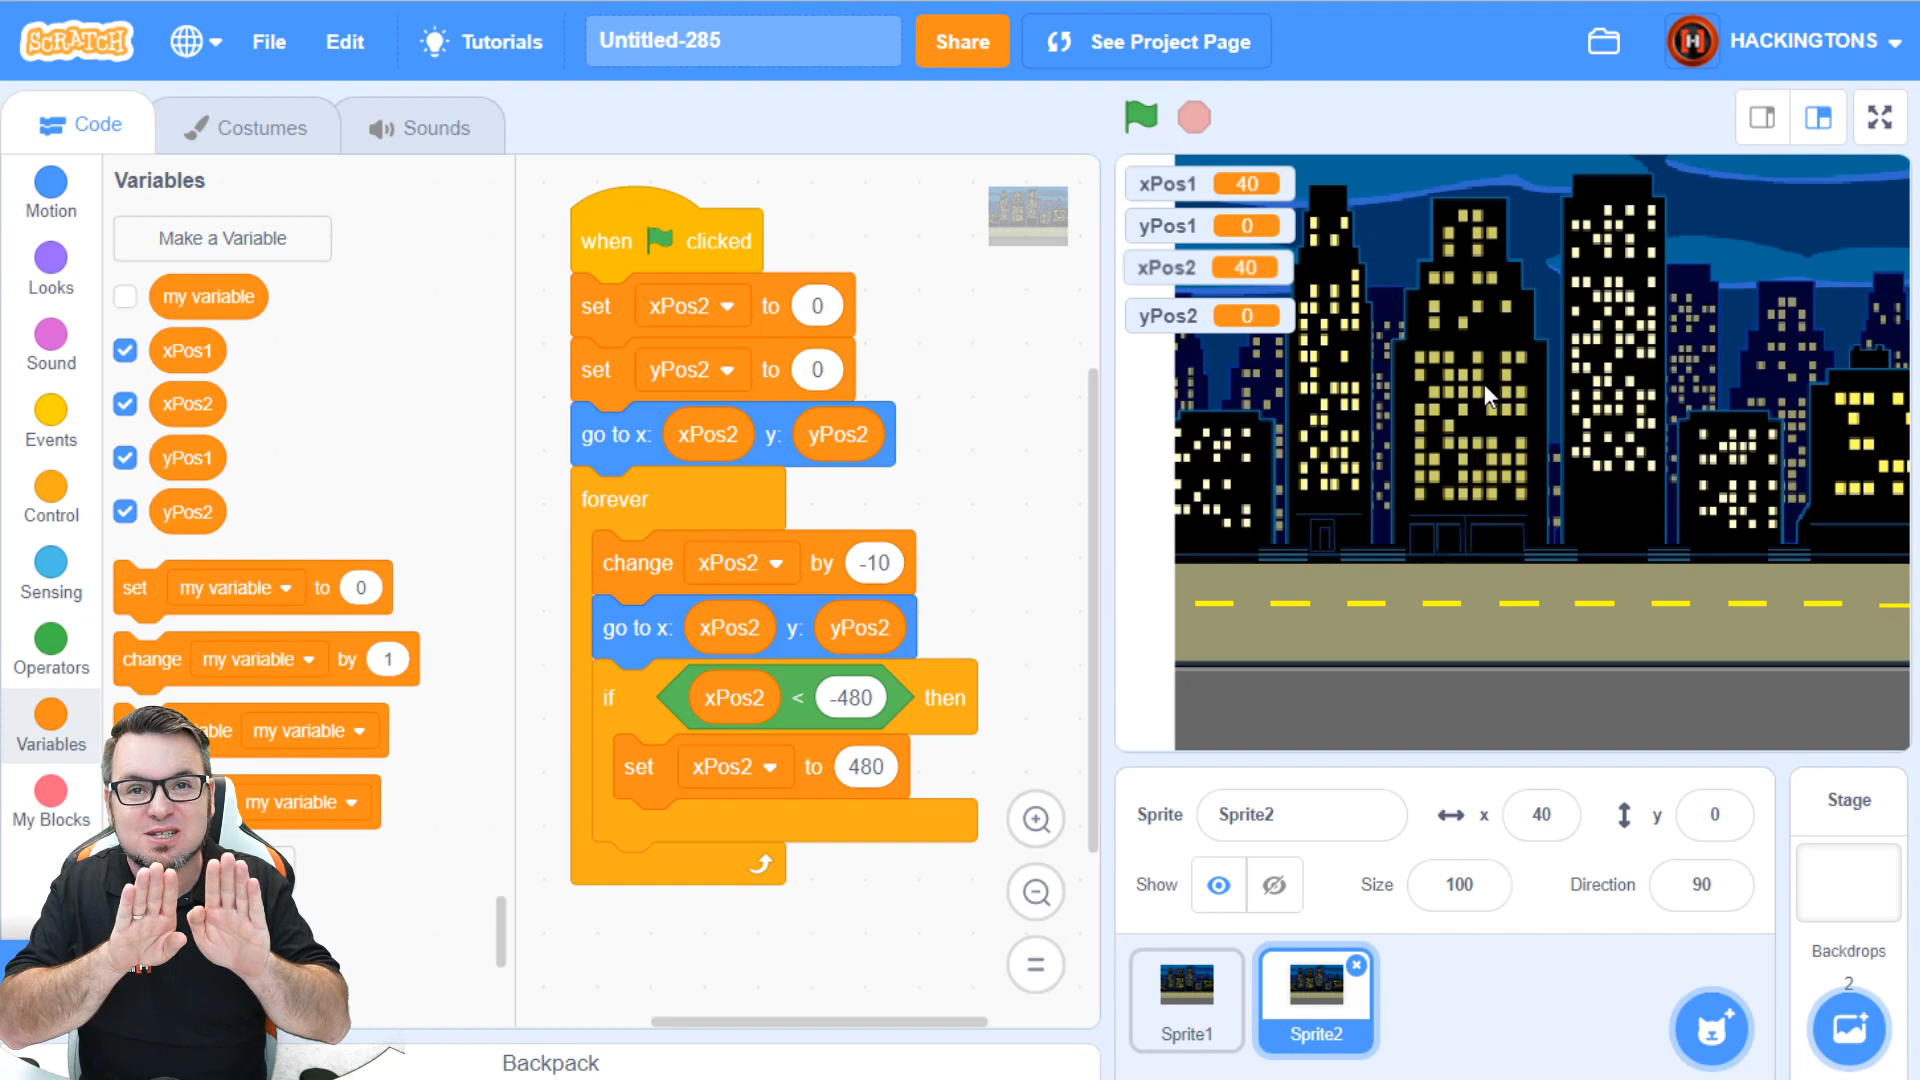 SCRATCH
File
Edit
Tutorials
Untitled-285
Share
See Project Page
H
HACKINGTONS
Code
Costumes
Sounds
Motion
Looks
Sound
Events
Control
Sensing
Operators
Variables
My Blocks
Variables
Make a Variable
my variable
xPos1
xPos2
yPos1
yPos2
set my variable to 0
change my variable by 1
my variable
my variable
when clicked
set xPos2 to 0
set yPos2 to 0
go to x: xPos2 y: yPos2
forever
change xPos2 by -10
go to x: xPos2 y: yPos2
if xPos2 < -480 then
set xPos2 to 480
Backpack
xPos1 40
yPos1 0
xPos2 40
yPos2 0
Sprite Sprite2 x 40 y 0
Show Size 100 Direction 90
Sprite1
Sprite2
Stage
Backdrops
2